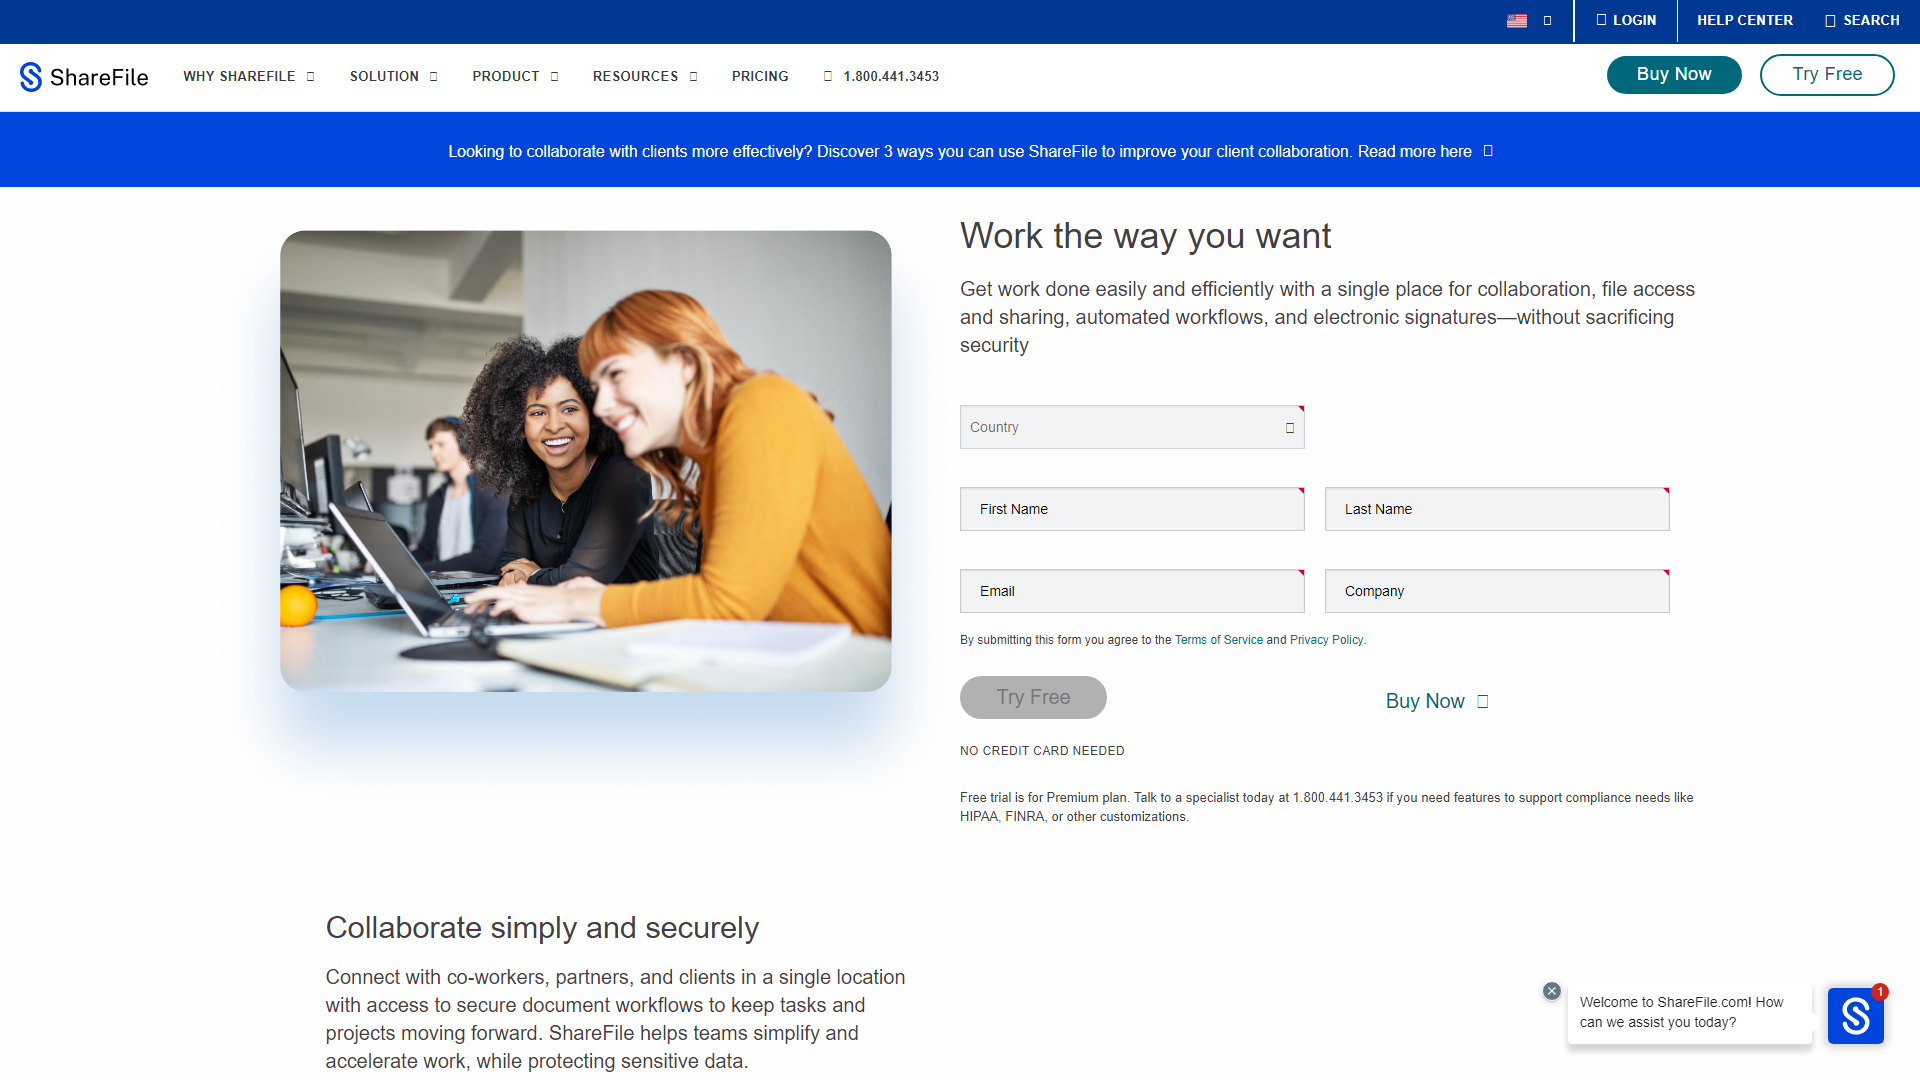 LOGIN
HELP CENTER
SEARCH
ShareFile
WHY SHAREFILE
SOLUTION
PRODUCT
RESOURCES
PRICING
1.800.441.3453
Buy Now
Try Free
Looking to collaborate with clients more effectively? Discover 3 ways you can use ShareFile to improve your client collaboration. Read more here
Work the way you want
Get work done easily and efficiently with a single place for collaboration, file access
and sharing, automated workflows, and electronic signatures—without sacrificing
security
Country
First Name
Last Name
Email
Company
By submitting this form you agree to the Terms of Service and Privacy Policy.
Try Free
Buy Now
NO CREDIT CARD NEEDED
Free trial is for Premium plan. Talk to a specialist today at 1.800.441.3453 if you need features to support compliance needs like
HIPAA, FINRA, or other customizations.
Collaborate simply and securely
Connect with co-workers, partners, and clients in a single location
with access to secure document workflows to keep tasks and
projects moving forward. ShareFile helps teams simplify and
accelerate work, while protecting sensitive data.
Welcome to ShareFile.com! How
can we assist you today?
1